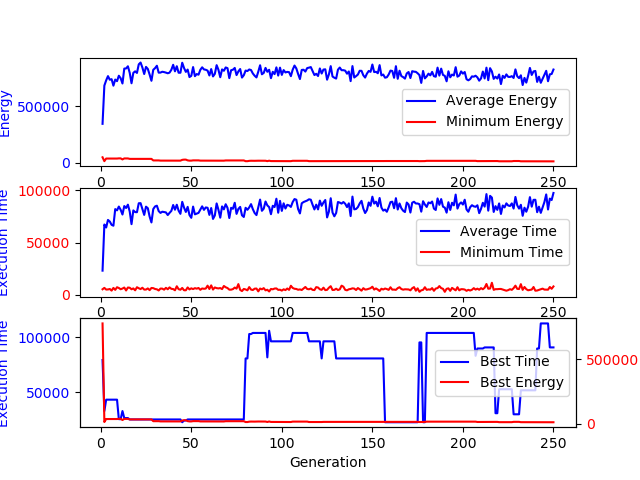 Energy
500000
0
Average Energy
Minimum Energy
0 50 100 150 200 250
Execution Time
100000
50000
0
Average Time
Minimum Time
0 50 100 150 200 250
Execution Time
100000
50000
500000
0
Best Time
Best Energy
0 50 100 150 200 250
Generation